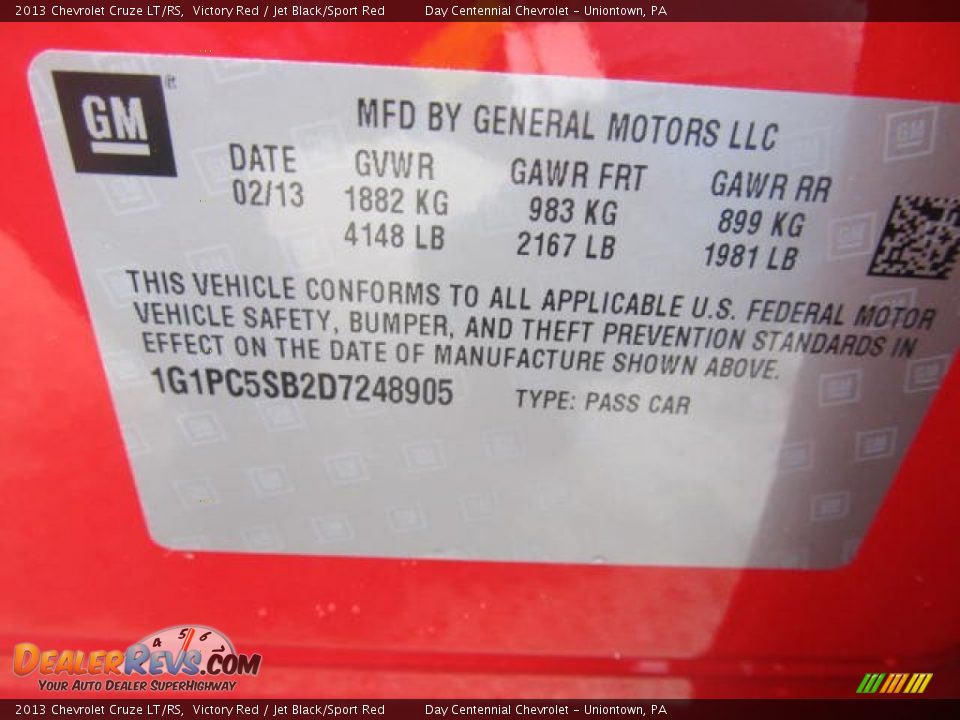 2013 Chevrolet Cruze LT/RS, Victory Red / Jet Black/Sport Red Day Centennial Chevrolet - Uniontown, PA
GM
MFD BY GENERAL MOTORS LLC
DATE GVWR GAWR FRT GAWR RR
02/13 1882 KG 983 KG 899 KG
4148 LB 2167 LB 1981 LB
THIS VEHICLE CONFORMS TO ALL APPLICABLE U.S. FEDERAL MOTOR
VEHICLE SAFETY, BUMPER, AND THEFT PREVENTION STANDARDS IN
EFFECT ON THE DATE OF MANUFACTURE SHOWN ABOVE.
1G1PC5SB2D7248905 TYPE: PASS CAR
4 5 6 7
DealerRevs.com
Your Auto Dealer SuperHighway
2013 Chevrolet Cruze LT/RS, Victory Red / Jet Black/Sport Red Day Centennial Chevrolet - Uniontown, PA